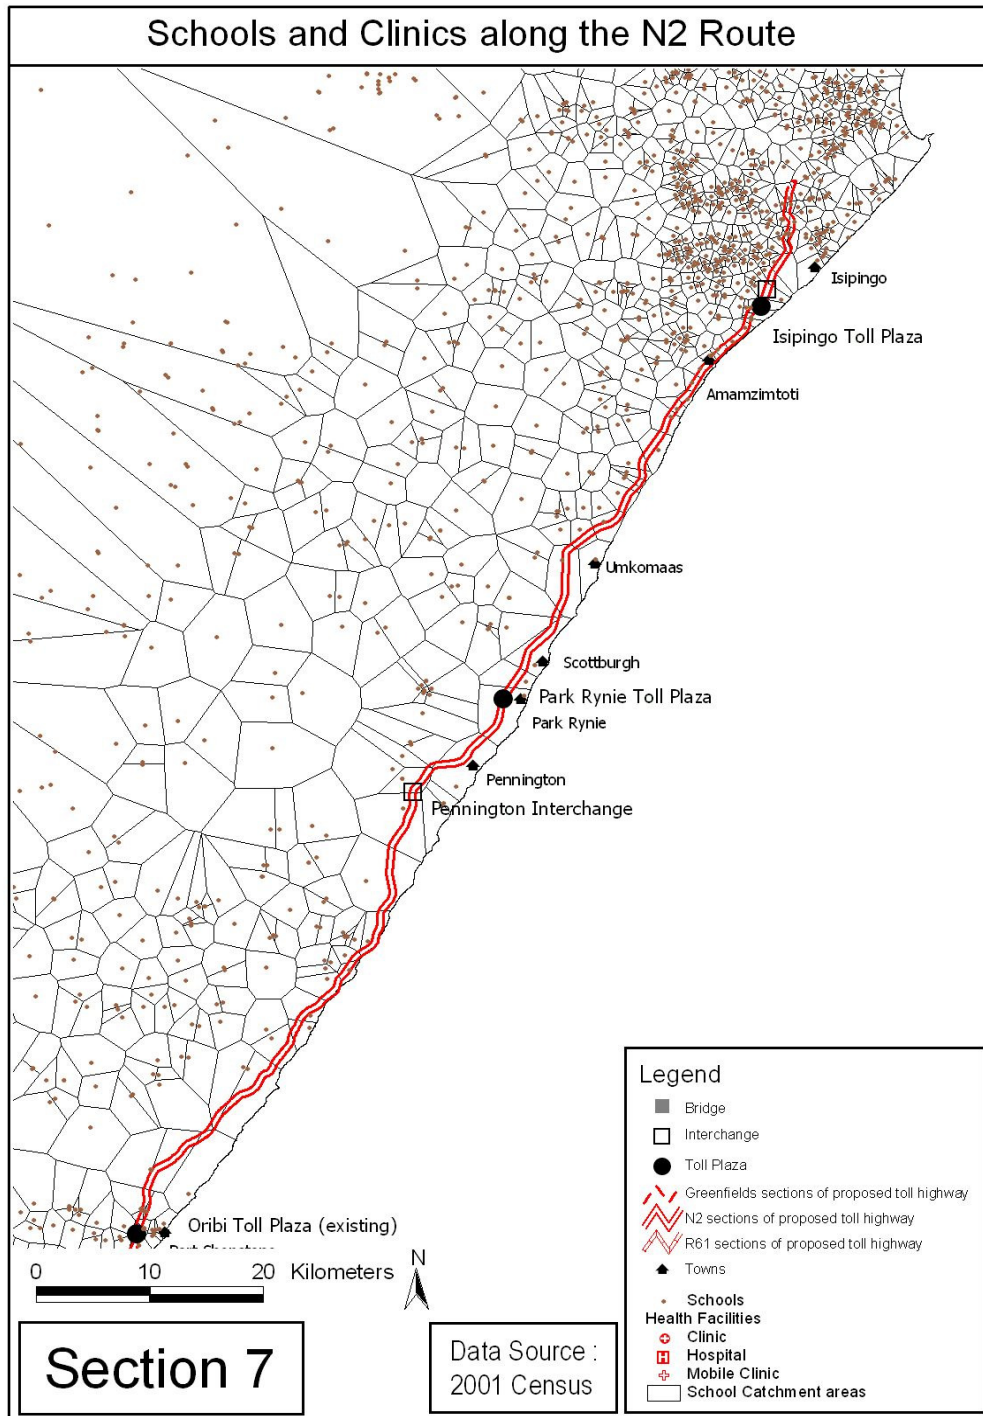 Schools and Clinics along the N2 Route
Isipingo
Isipingo Toll Plaza
Amamzimtoti
Umkomaas
Scottburgh
Park Rynie Toll Plaza
Park Rynie
Pennington
Pennington Interchange
Oribi Toll Plaza (existing)
0 10 20 Kilometers
N
Section 7
Data Source :
2001 Census
Legend
Bridge
Interchange
Toll Plaza
Greenfields sections of proposed toll highway
N2 sections of proposed toll highway
R61 sections of proposed toll highway
Towns
Schools
Health Facilities
Clinic
H Hospital
Mobile Clinic
School Catchment areas